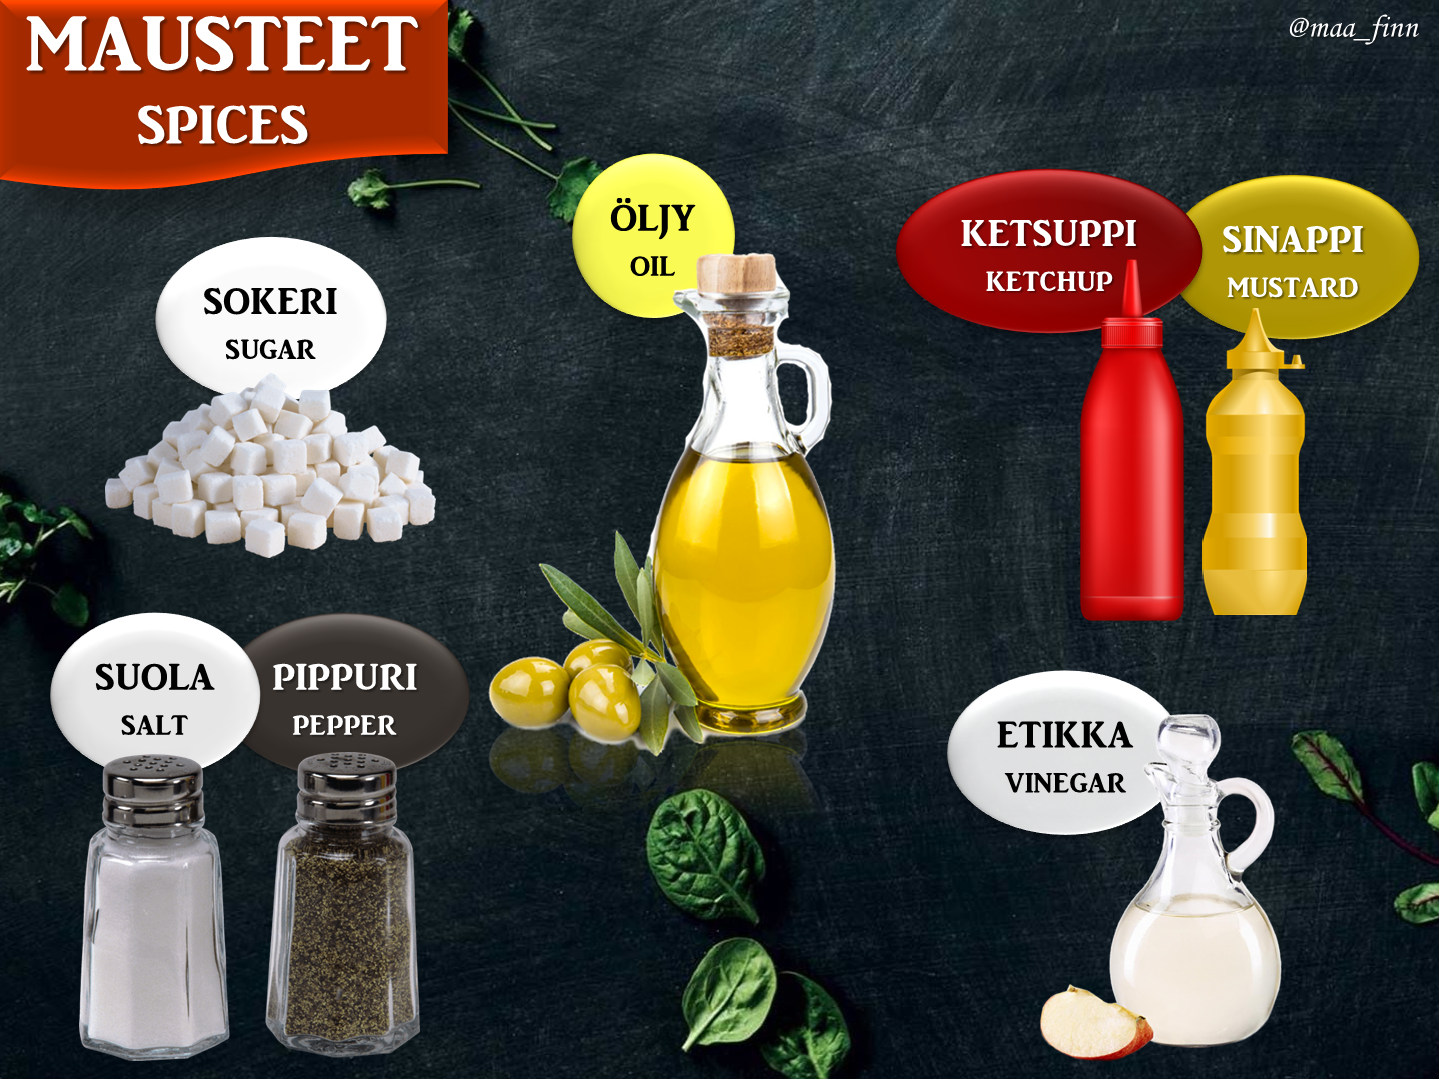 MAUSTEET
SPICES
@maa_finn
SOKERI
SUGAR
ÖLJY
OIL
KETSUPPI
KETCHUP
SINAPPI
MUSTARD
SUOLA
SALT
PIPPURI
PEPPER
ETIKKA
VINEGAR